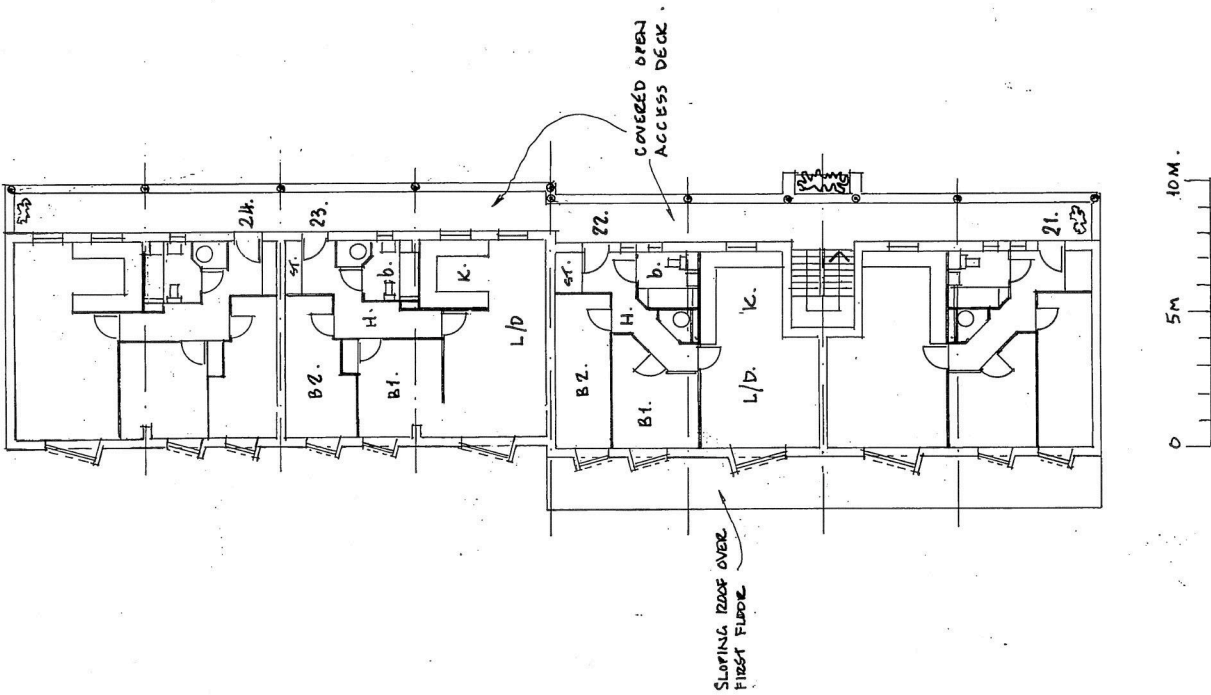 COVERED OPEN
ACCESS DECK.
24.
23.
22.
21.
ST.
b.
K.
H.
B2.
B1.
L/D
ST.
b.
H.
K.
B2.
B1.
L/D.
SLOPING ROOF OVER
FIRST FLOOR
0
5M
10M.